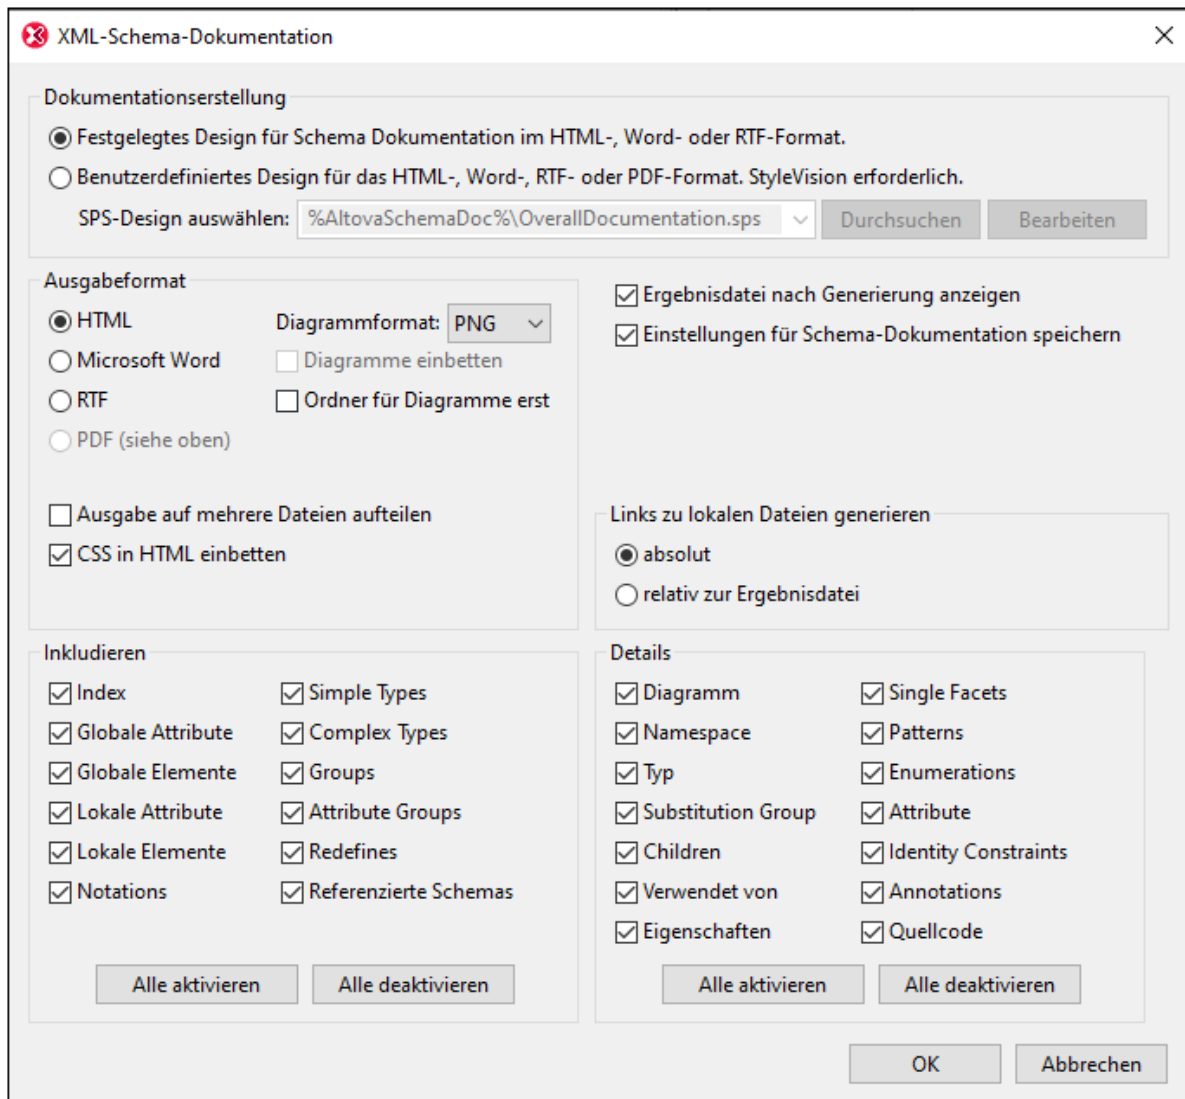 XML-Schema-Dokumentation
Dokumentationserstellung
Festgelegtes Design für Schema Dokumentation im HTML-, Word- oder RTF-Format.
Benutzerdefiniertes Design für das HTML-, Word-, RTF- oder PDF-Format. StyleVision erforderlich.
SPS-Design auswählen: %AltovaSchemaDoc%\OverallDocumentation.sps Durchsuchen Bearbeiten
Ausgabeformat
HTML Diagrammformat: PNG
Microsoft Word Diagramme einbetten
RTF Ordner für Diagramme erst
PDF (siehe oben)
Ausgabe auf mehrere Dateien aufteilen
CSS in HTML einbetten
Ergebnisdatei nach Generierung anzeigen
Einstellungen für Schema-Dokumentation speichern
Links zu lokalen Dateien generieren
absolut
relativ zur Ergebnisdatei
Inkludieren
Index Simple Types
Globale Attribute Complex Types
Globale Elemente Groups
Lokale Attribute Attribute Groups
Lokale Elemente Redefines
Notations Referenzierte Schemas
Alle aktivieren Alle deaktivieren
Details
Diagramm Single Facets
Namespace Patterns
Typ Enumerations
Substitution Group Attribute
Children Identity Constraints
Verwendet von Annotations
Eigenschaften Quellcode
Alle aktivieren Alle deaktivieren
OK Abbrechen